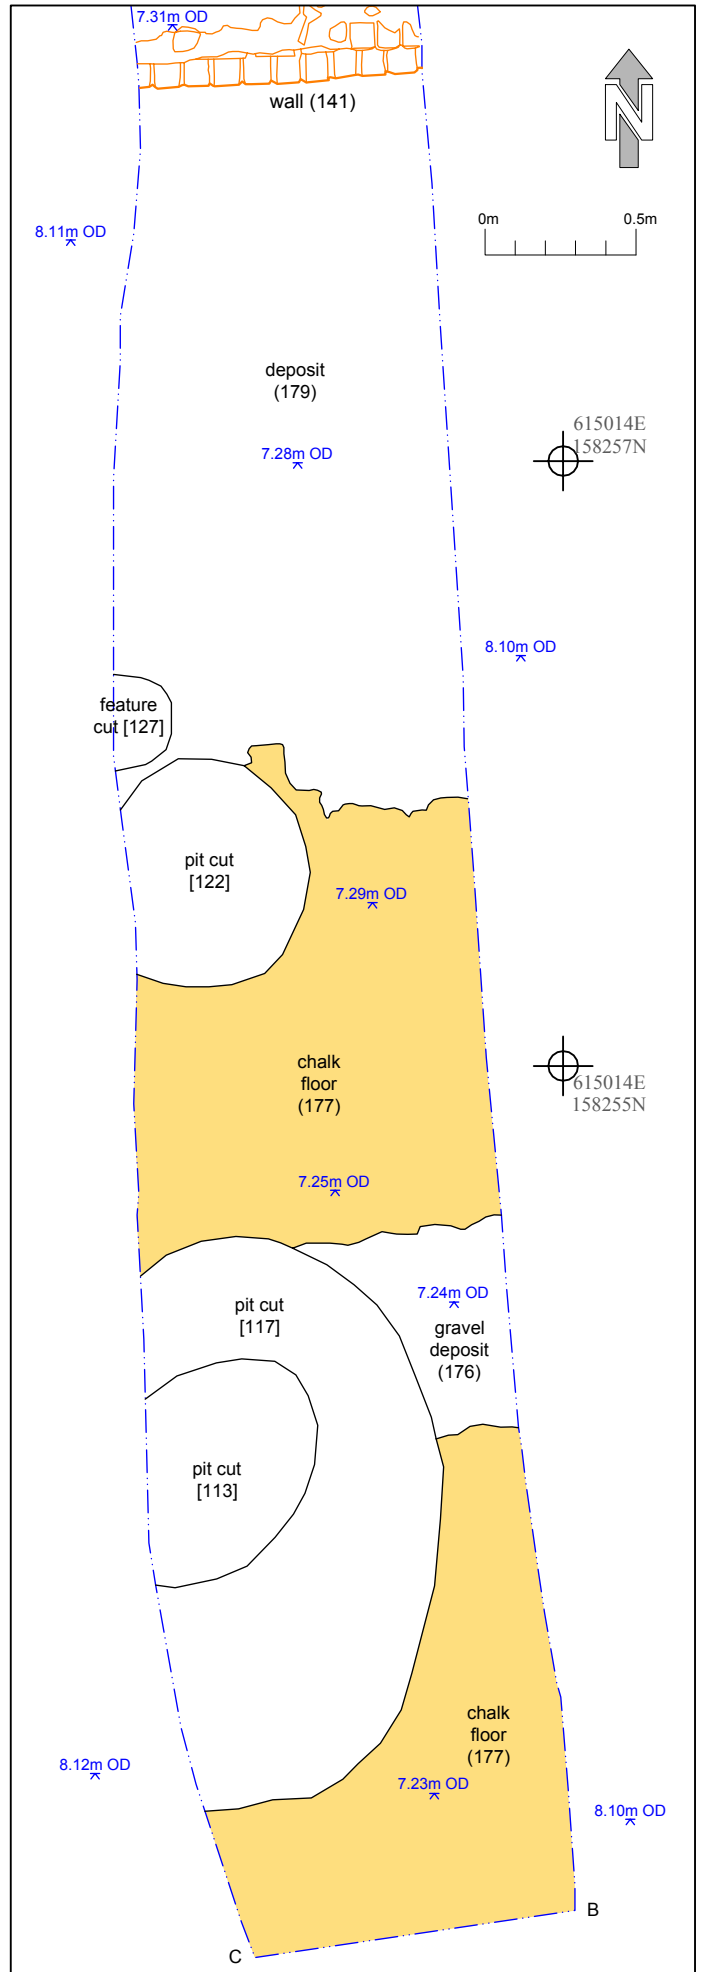 7.31m OD
wall (141)
N
8.11m OD
0m 0.5m
deposit
(179)
7.28m OD
615014E
158257N
8.10m OD
feature
cut [127]
pit cut
[122]
7.29m OD
chalk
floor
(177)
615014E
158255N
7.25m OD
7.24m OD
pit cut
[117]
gravel
deposit
(176)
pit cut
[113]
chalk
floor
(177)
8.12m OD
7.23m OD
8.10m OD
B
C